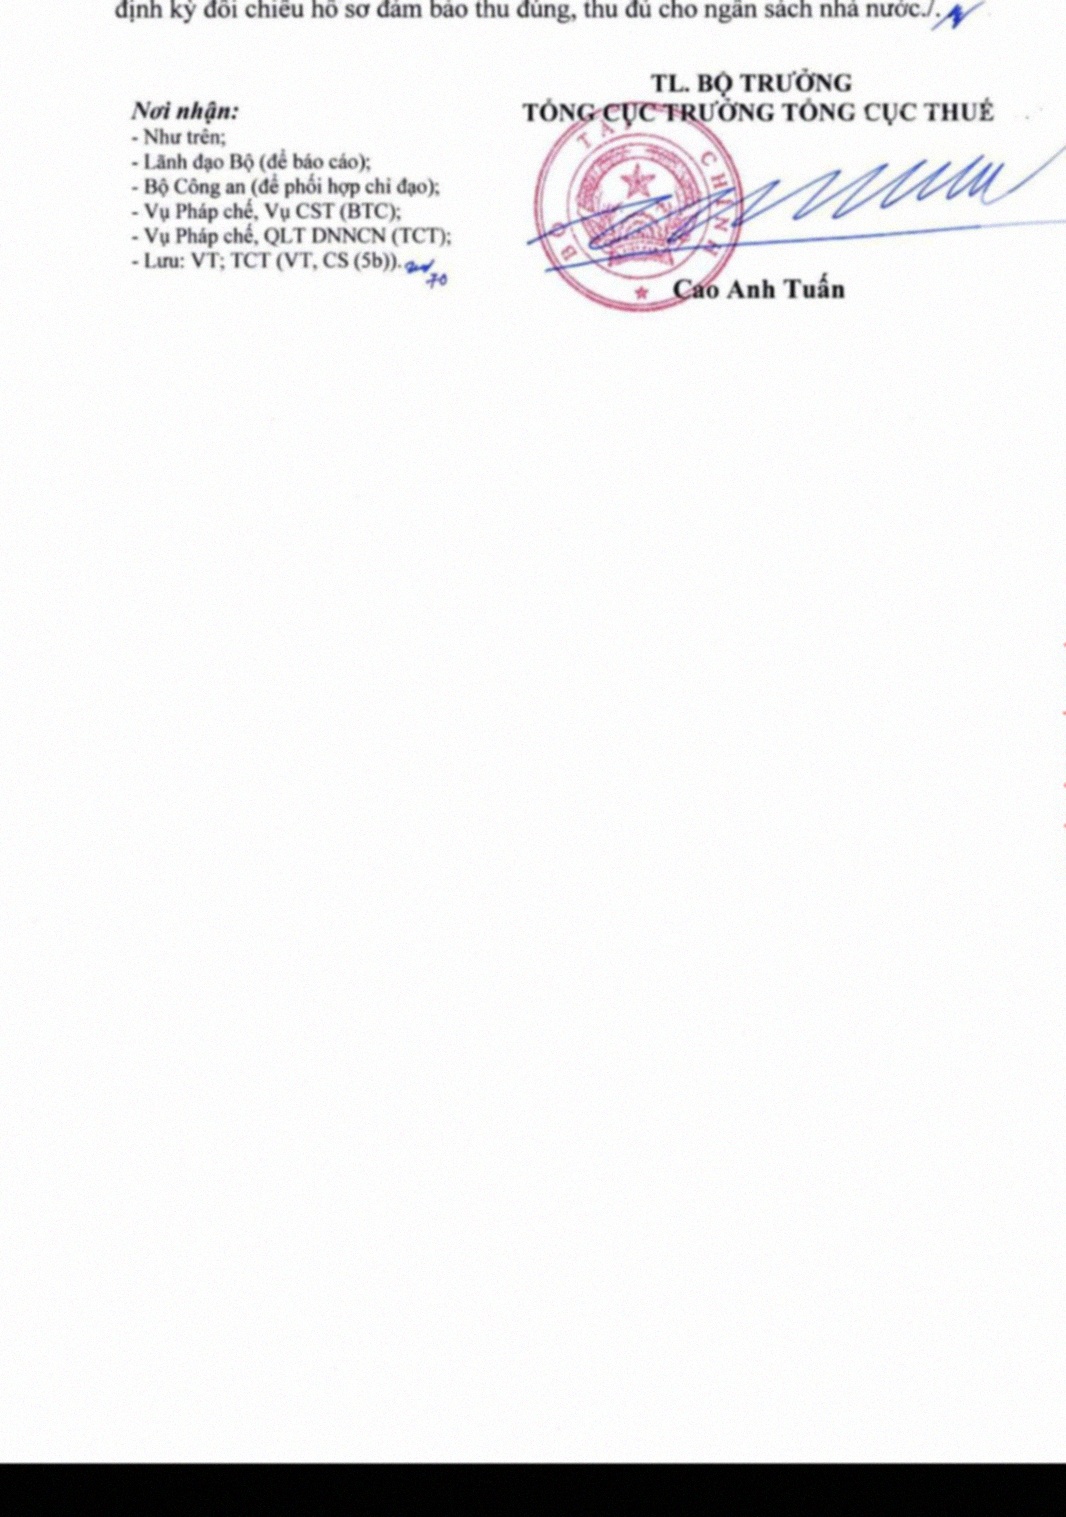 định kỳ đối chiếu hồ sơ đảm bảo thu đúng, thu đủ cho ngân sách nhà nước./.
TL. BỘ TRƯỞNG
TỔNG CỤC TRƯỞNG TỔNG CỤC THUẾ
Nơi nhận:
- Như trên;
- Lãnh đạo Bộ (để báo cáo);
- Bộ Công an (để phối hợp chỉ đạo);
- Vụ Pháp chế, Vụ CST (BTC);
- Vụ Pháp chế, QLT DNNCN (TCT);
- Lưu: VT; TCT (VT, CS (5b)).
70
BỘ TÀI CHÍNH
Cao Anh Tuấn